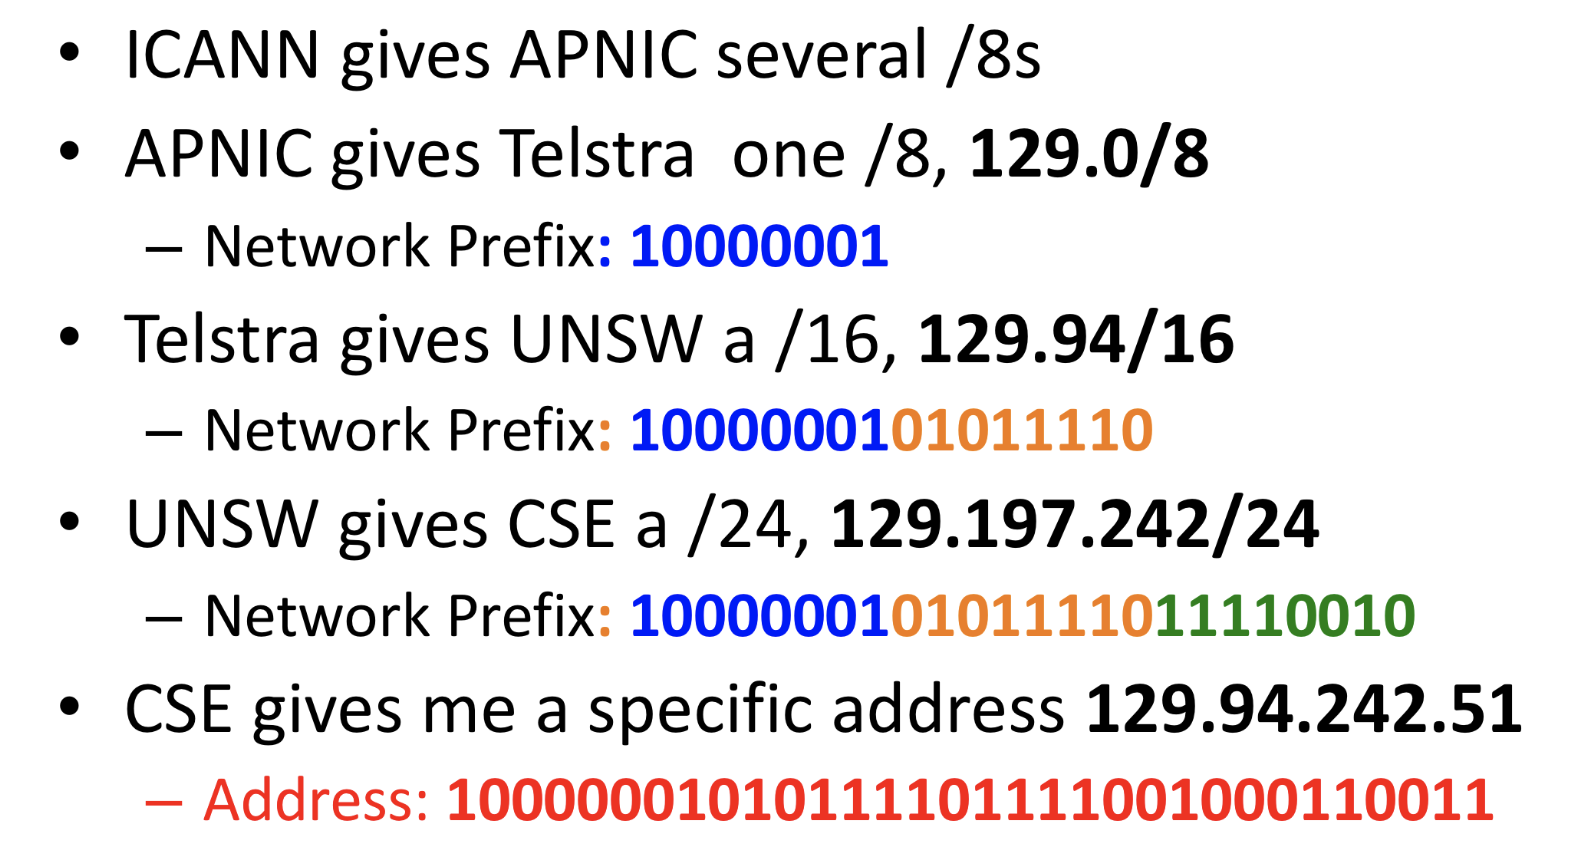 • ICANN gives APNIC several /8s
• APNIC gives Telstra one /8, 129.0/8
– Network Prefix: 10000001
• Telstra gives UNSW a /16, 129.94/16
– Network Prefix: 1000000101011110
• UNSW gives CSE a /24, 129.197.242/24
– Network Prefix: 100000010101111011110010
• CSE gives me a specific address 129.94.242.51
– Address: 10000001010111101111001000110011